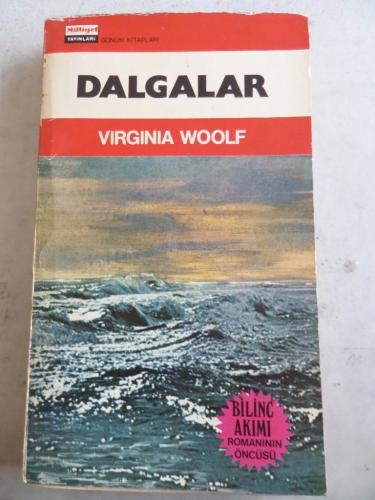 Milliyet
YAYINLARI
GÜNÜN KİTAPLARI
DALGALAR
VIRGINIA WOOLF
BİLİNÇ
AKIMI
ROMANININ
ÖNCÜSÜ